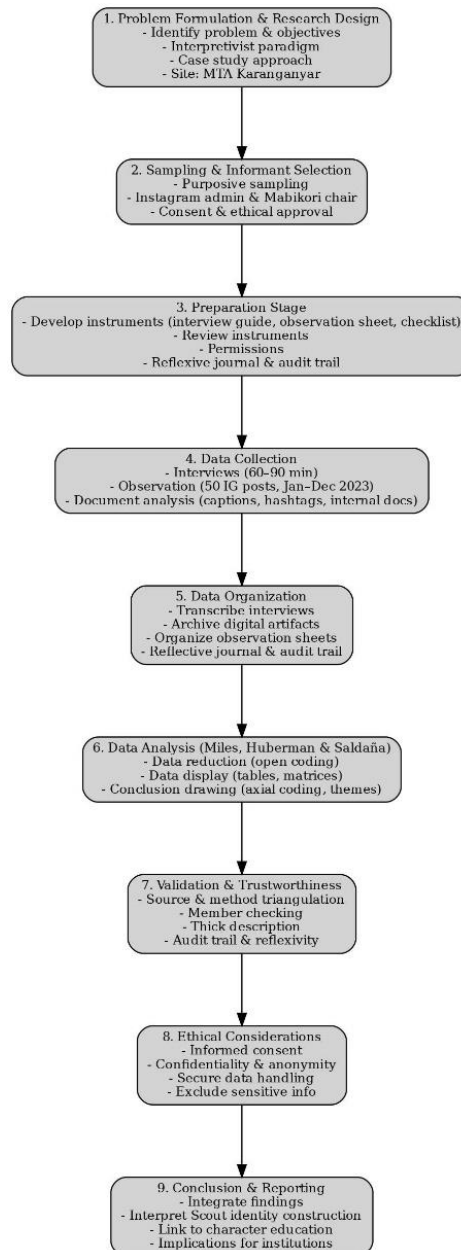 1. Problem Formulation & Research Design
- Identify problem & objectives
- Interpretivist paradigm
- Case study approach
- Site: MTA Karanganyar
2. Sampling & Informant Selection
- Purposive sampling
- Instagram admin & Mabikori chair
- Consent & ethical approval
3. Preparation Stage
- Develop instruments (interview guide, observation sheet, checklist)
- Review instruments
- Permissions
- Reflexive journal & audit trail
4. Data Collection
- Interviews (60–90 min)
- Observation (50 IG posts, Jan–Dec 2023)
- Document analysis (captions, hashtags, internal docs)
5. Data Organization
- Transcribe interviews
- Archive digital artifacts
- Organize observation sheets
- Reflective journal & audit trail
6. Data Analysis (Miles, Huberman & Saldaña)
- Data reduction (open coding)
- Data display (tables, matrices)
- Conclusion drawing (axial coding, themes)
7. Validation & Trustworthiness
- Source & method triangulation
- Member checking
- Thick description
- Audit trail & reflexivity
8. Ethical Considerations
- Informed consent
- Confidentiality & anonymity
- Secure data handling
- Exclude sensitive info
9. Conclusion & Reporting
- Integrate findings
- Interpret Scout identity construction
- Link to character education
- Implications for institutions